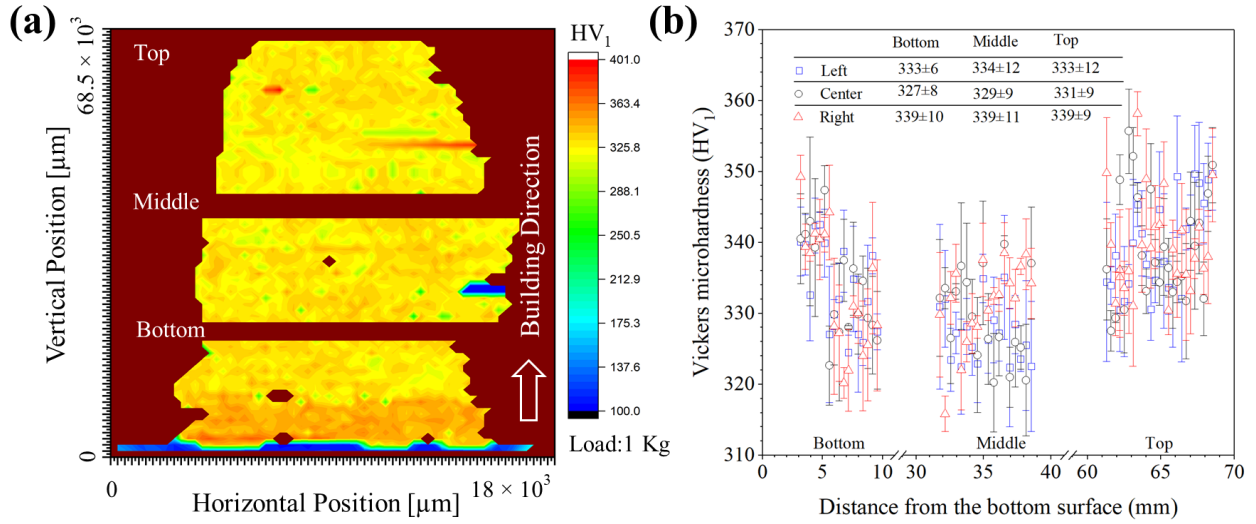 (a)
Vertical Position [µm]
68.5 × 10³
0
Top
Middle
Bottom
Building Direction
0
18 × 10³
Horizontal Position [µm]
HV₁
401.0
363.4
325.8
288.1
250.5
212.9
175.3
137.6
100.0
Load:1 Kg
(b)
Vickers microhardness (HV₁)
370
360
350
340
330
320
310
Bottom Middle Top
Left 333±6 334±12 333±12
Center 327±8 329±9 331±9
Right 339±10 339±11 339±9
Bottom Middle Top
0 5 10 30 35 40 60 65 70
Distance from the bottom surface (mm)